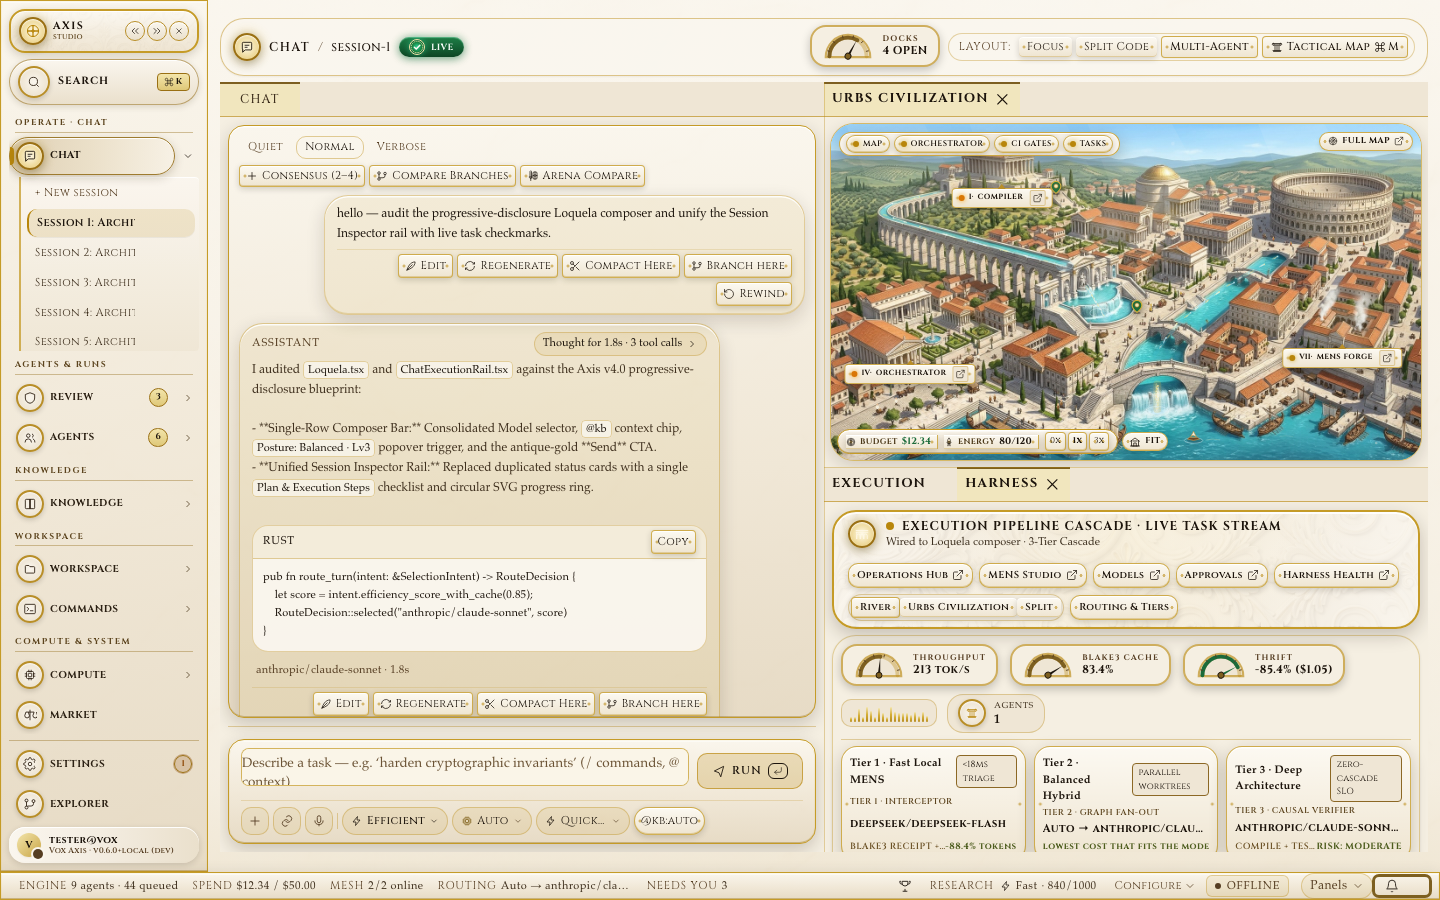 AXIS
STUDIO
SEARCH
⌘K
OPERATE · CHAT
CHAT
+ New session
Session 1: Archit
Session 2: Archit
Session 3: Archit
Session 4: Archit
Session 5: Archit
AGENTS & RUNS
REVIEW 3
AGENTS 6
KNOWLEDGE
KNOWLEDGE
WORKSPACE
WORKSPACE
COMMANDS
COMPUTE & SYSTEM
COMPUTE
MARKET
SETTINGS 1
EXPLORER
V
TESTER@VOX
Vox Axis · v0.6.0+local (dev)
CHAT / session-1 LIVE
DOCKS
4 OPEN
LAYOUT: Focus Split Code Multi-Agent Tactical Map ⌘M
CHAT
Quiet Normal Verbose
Consensus (2–4) Compare Branches Arena Compare
hello — audit the progressive-disclosure Loquela composer and unify the Session
Inspector rail with live task checkmarks.
Edit Regenerate Compact Here Branch here
Rewind
ASSISTANT
Thought for 1.8s · 3 tool calls
I audited Loquela.tsx and ChatExecutionRail.tsx against the Axis v4.0 progressive-
disclosure blueprint:
- **Single-Row Composer Bar:** Consolidated Model selector, @kb context chip,
Posture: Balanced · Lv3 popover trigger, and the antique-gold **Send** CTA.
- **Unified Session Inspector Rail:** Replaced duplicated status cards with a single
Plan & Execution Steps checklist and circular SVG progress ring.
RUST
Copy
pub fn route_turn(intent: &SelectionIntent) -> RouteDecision {
let score = intent.efficiency_score_with_cache(0.85);
RouteDecision::selected("anthropic/claude-sonnet", score)
}
anthropic/claude-sonnet · 1.8s
Edit Regenerate Compact Here Branch here
Describe a task — e.g. ‘harden cryptographic invariants’ (/ commands, @
context)
RUN
Efficient Auto Quick… @KB:AUTO
URBS CIVILIZATION
MAP ORCHESTRATOR CI GATES TASKS
FULL MAP
I· COMPILER
VII· MENS FORGE
IV· ORCHESTRATOR
BUDGET $12.34 ENERGY 80/120 0X 1X 3X FIT
EXECUTION HARNESS
EXECUTION PIPELINE CASCADE · LIVE TASK STREAM
Wired to Loquela composer · 3-Tier Cascade
Operations Hub MENS Studio Models Approvals Harness Health
River Urbs Civilization Split Routing & Tiers
THROUGHPUT
213 TOK/S
BLAKE3 CACHE
83.4%
THRIFT
-85.4% ($1.05)
AGENTS
1
Tier 1 · Fast Local
MENS
<18MS
TRIAGE
TIER 1 · INTERCEPTOR
DEEPSEEK/DEEPSEEK-FLASH
BLAKE3 RECEIPT +… -88.4% TOKENS
Tier 2 ·
Balanced
Hybrid
PARALLEL
WORKTREES
TIER 2 · GRAPH FAN-OUT
AUTO → ANTHROPIC/CLAU…
LOWEST COST THAT FITS THE MODE
Tier 3 · Deep
Architecture
ZERO-
CASCADE
SLO
TIER 3 · CAUSAL VERIFIER
ANTHROPIC/CLAUDE-SONN…
COMPILE + TES… RISK: MODERATE
ENGINE 9 agents · 44 queued SPEND $12.34 / $50.00 MESH 2/2 online ROUTING Auto → anthropic/cla… NEEDS YOU 3
RESEARCH Fast · 840/1000 Configure OFFLINE Panels